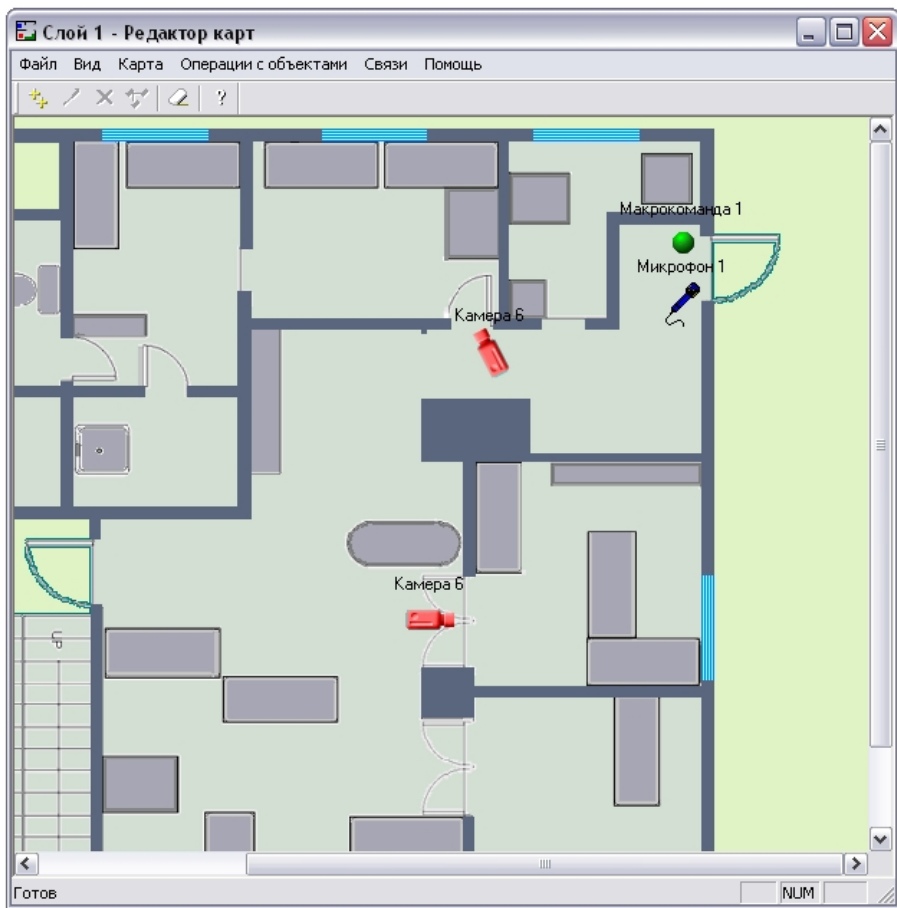 Слой 1 - Редактор карт
Файл Вид Карта Операции с объектами Связи Помощь
?
Макрокоманда 1
Микрофон 1
Камера 6
Камера 6
UP
Готов
NUM